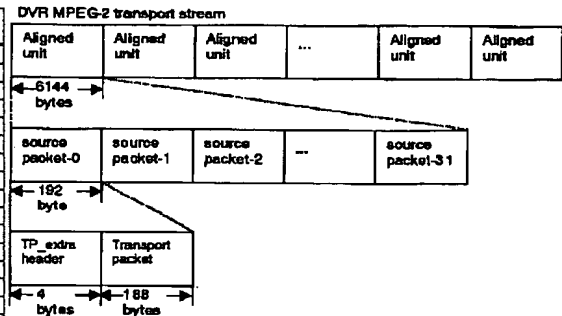 DVR MPEG-2 transport stream
Aligned unit
Aligned unit
Aligned unit
...
Aligned unit
Aligned unit
6144 bytes
source packet-0
source packet-1
source packet-2
...
source packet-31
192 byte
TP_extra header
Transport packet
4 bytes
188 bytes